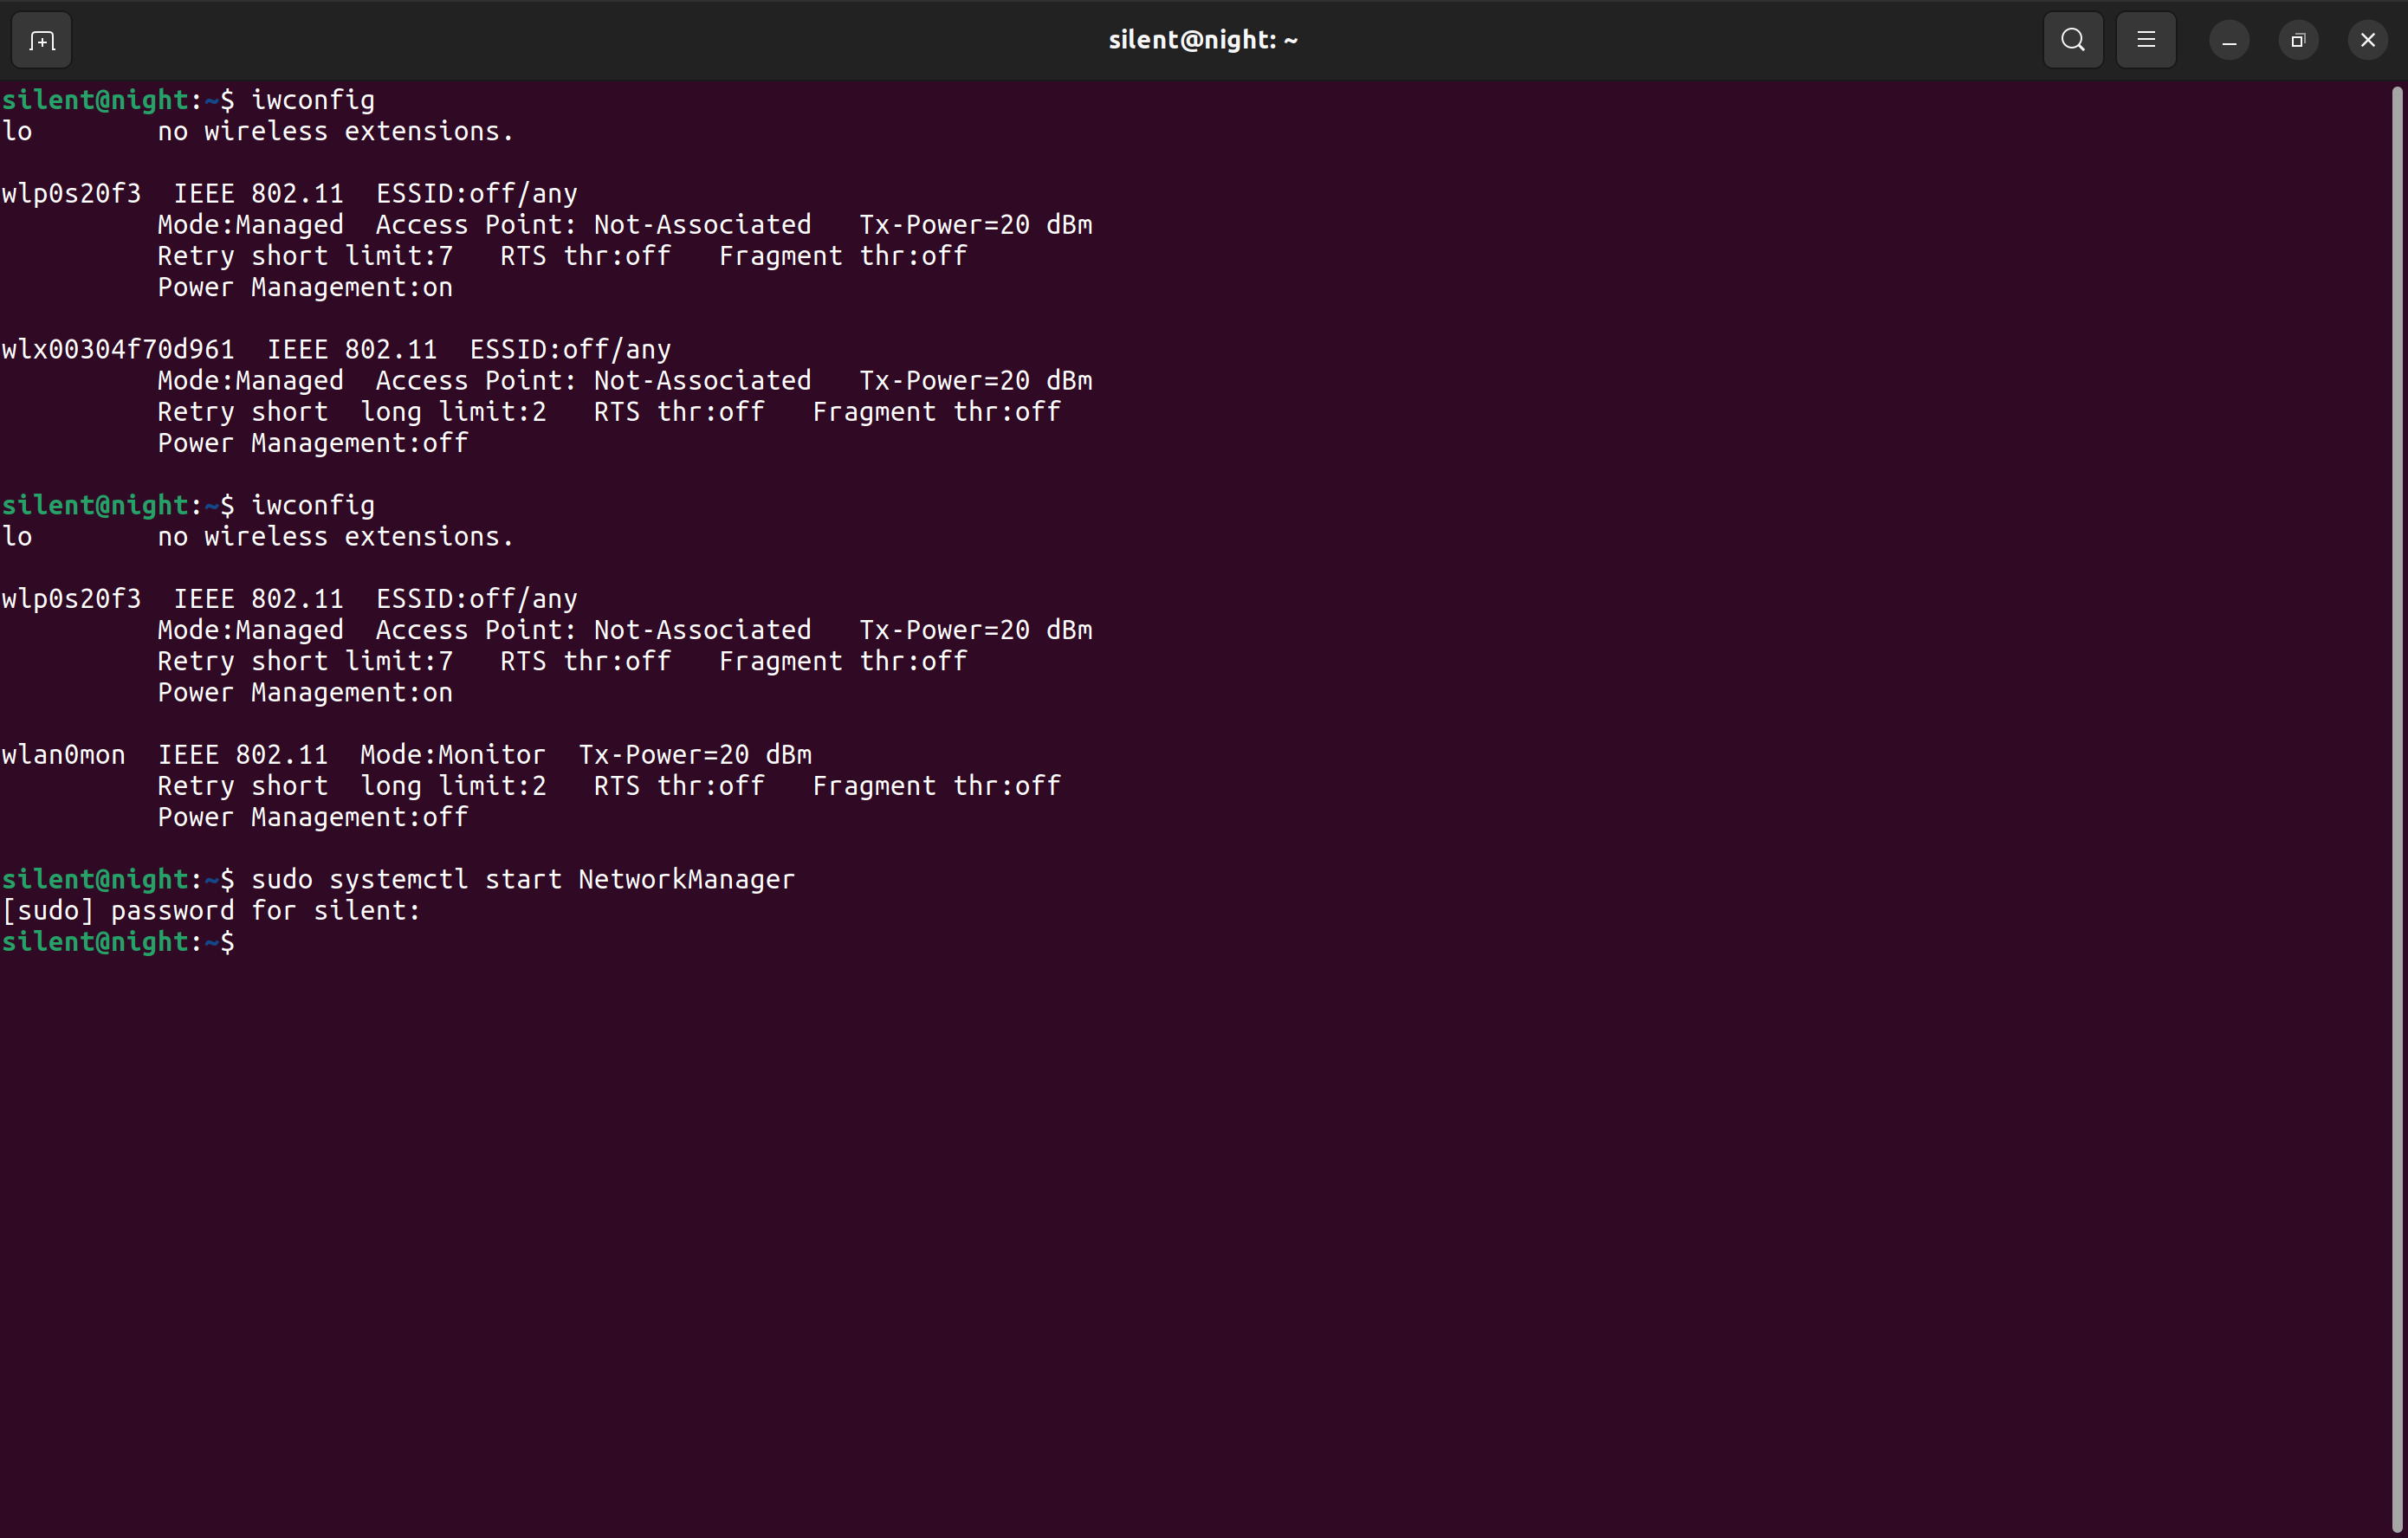 silent@night: ~
silent@night:~$ iwconfig
lo        no wireless extensions.
wlp0s20f3  IEEE 802.11  ESSID:off/any
          Mode:Managed  Access Point: Not-Associated   Tx-Power=20 dBm
          Retry short limit:7   RTS thr:off   Fragment thr:off
          Power Management:on
wlx00304f70d961  IEEE 802.11  ESSID:off/any
          Mode:Managed  Access Point: Not-Associated   Tx-Power=20 dBm
          Retry short  long limit:2   RTS thr:off   Fragment thr:off
          Power Management:off
silent@night:~$ iwconfig
lo        no wireless extensions.
wlp0s20f3  IEEE 802.11  ESSID:off/any
          Mode:Managed  Access Point: Not-Associated   Tx-Power=20 dBm
          Retry short limit:7   RTS thr:off   Fragment thr:off
          Power Management:on
wlan0mon  IEEE 802.11  Mode:Monitor  Tx-Power=20 dBm
          Retry short  long limit:2   RTS thr:off   Fragment thr:off
          Power Management:off
silent@night:~$ sudo systemctl start NetworkManager
[sudo] password for silent:
silent@night:~$